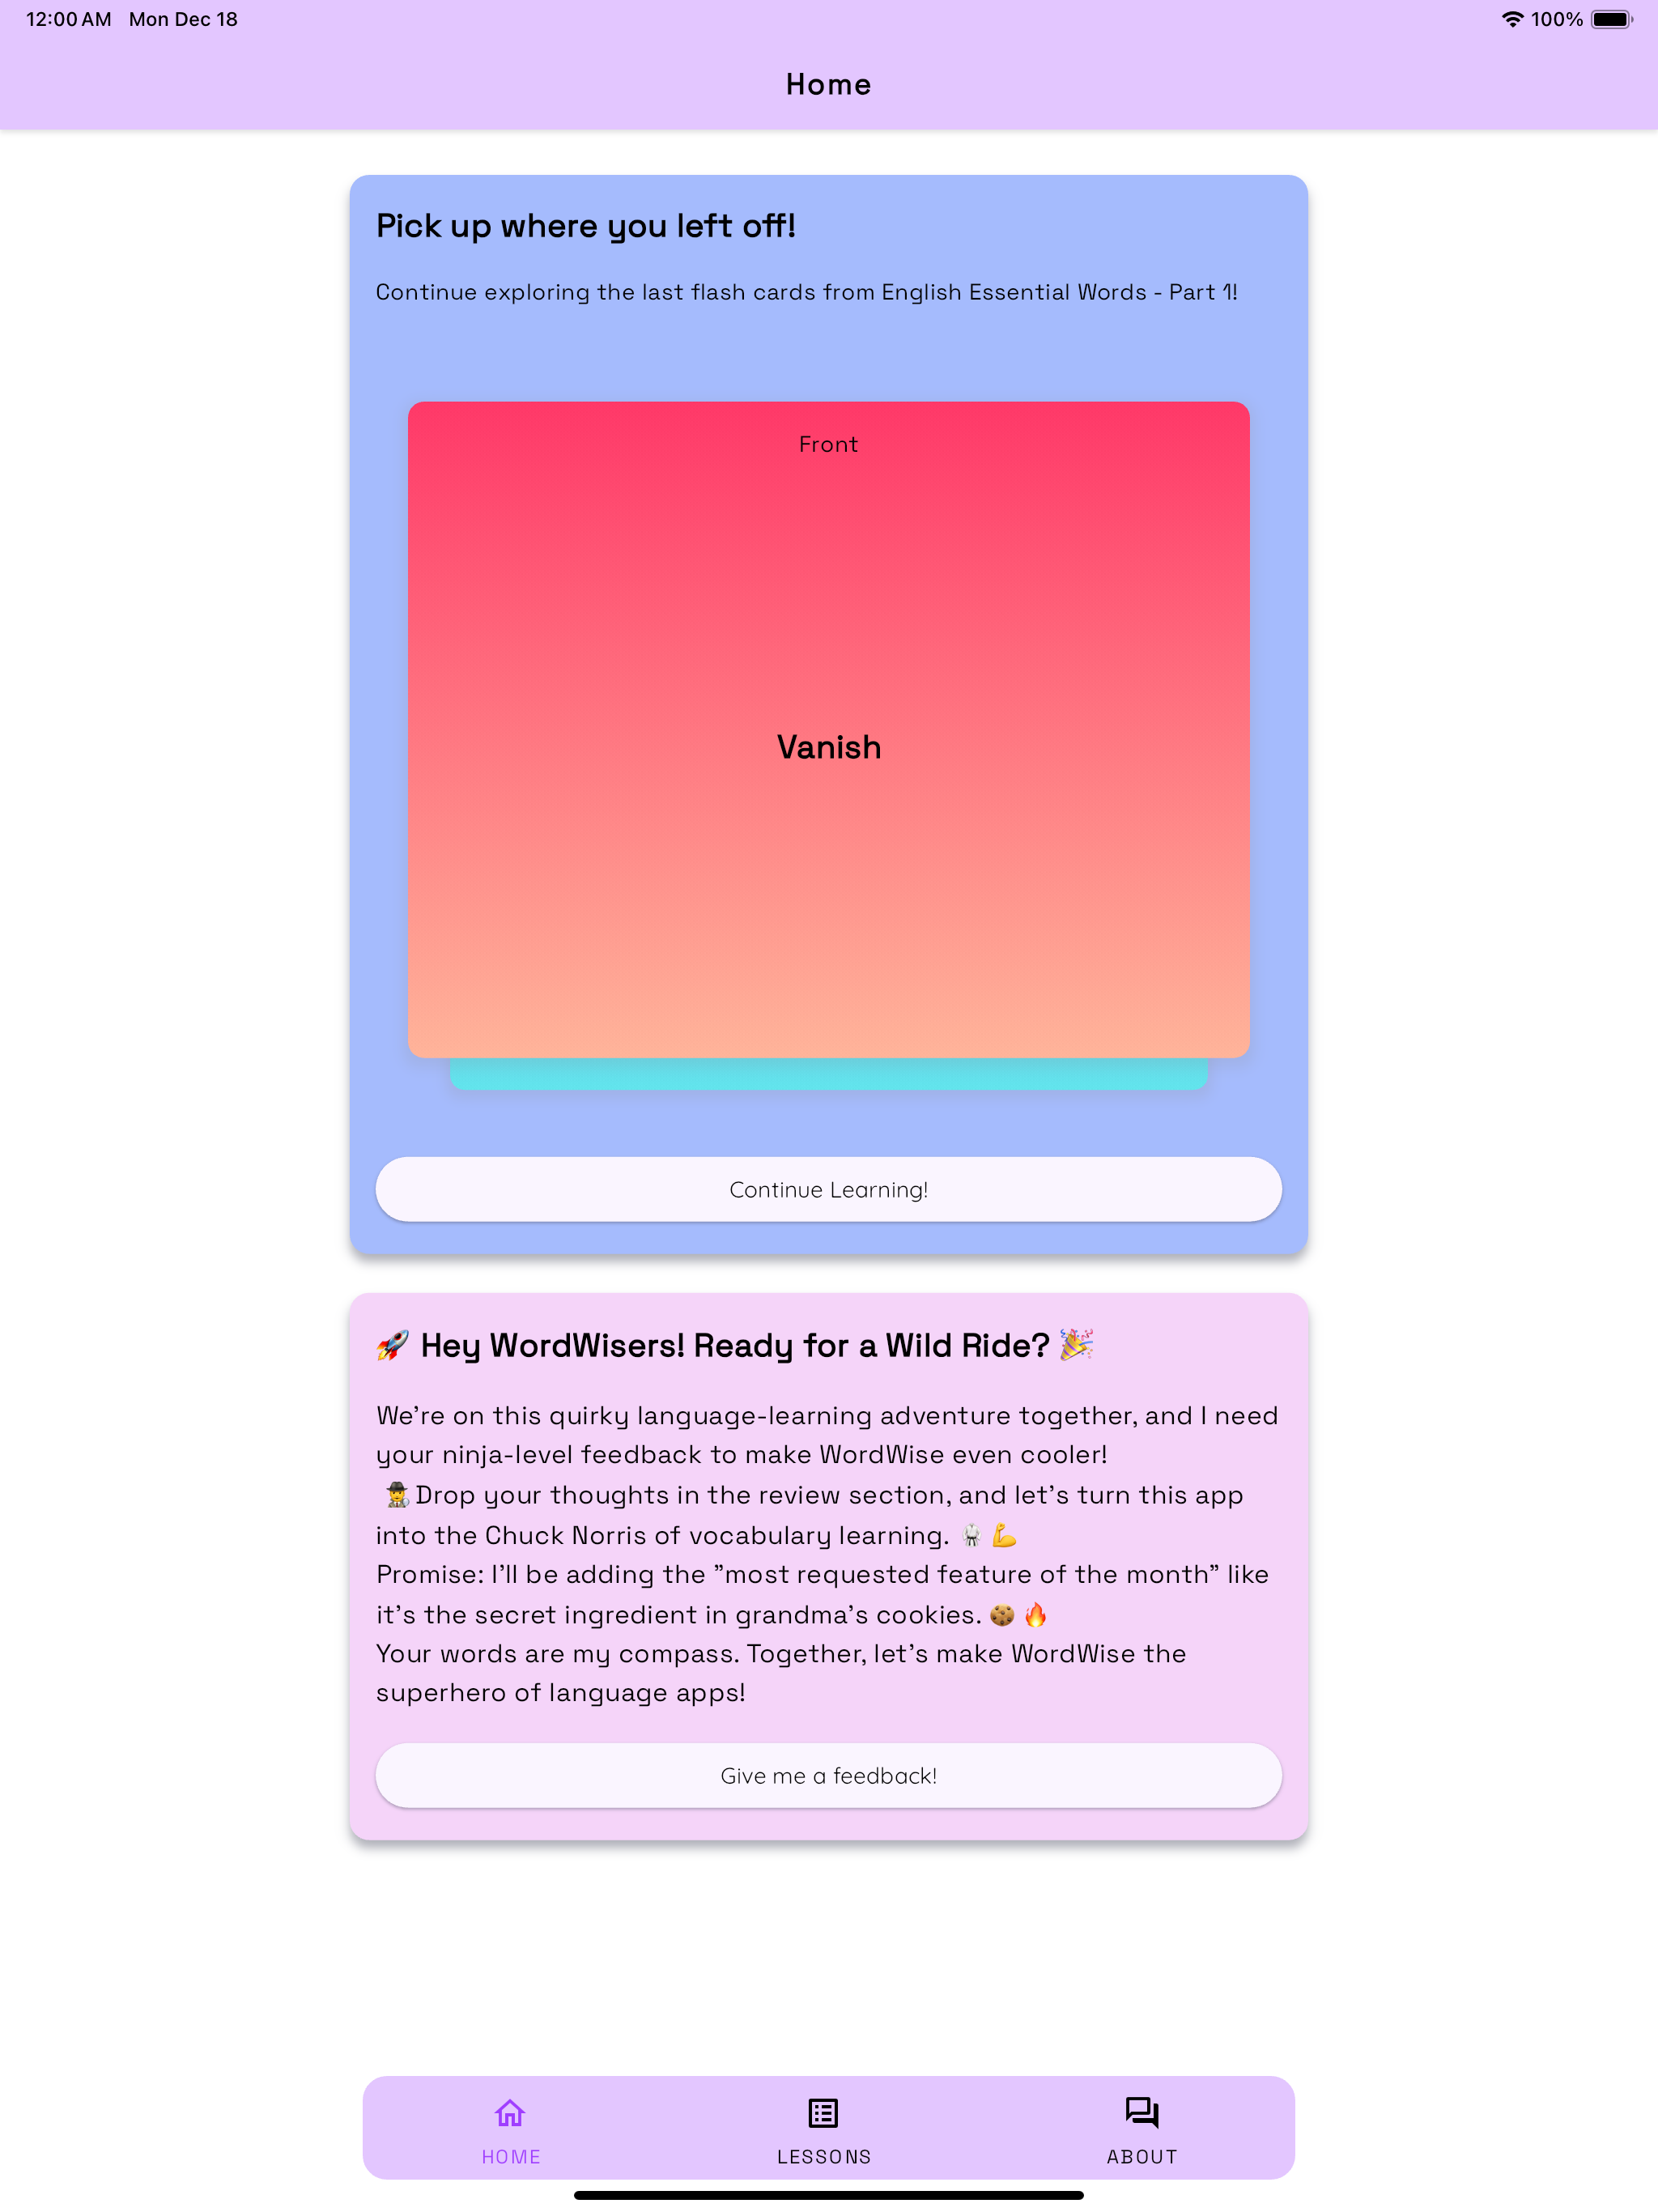 12:00 AM Mon Dec 18
100%
Home
Pick up where you left off!
Continue exploring the last flash cards from English Essential Words - Part 1!
Front
Vanish
Continue Learning!
🚀 Hey WordWisers! Ready for a Wild Ride? 🎉
We're on this quirky language-learning adventure together, and I need
your ninja-level feedback to make WordWise even cooler!
🕵️Drop your thoughts in the review section, and let's turn this app
into the Chuck Norris of vocabulary learning. 🥋 💪
Promise: I'll be adding the ”most requested feature of the month” like
it's the secret ingredient in grandma's cookies. 🍪 🔥
Your words are my compass. Together, let's make WordWise the
superhero of language apps!
Give me a feedback!
HOME
LESSONS
ABOUT